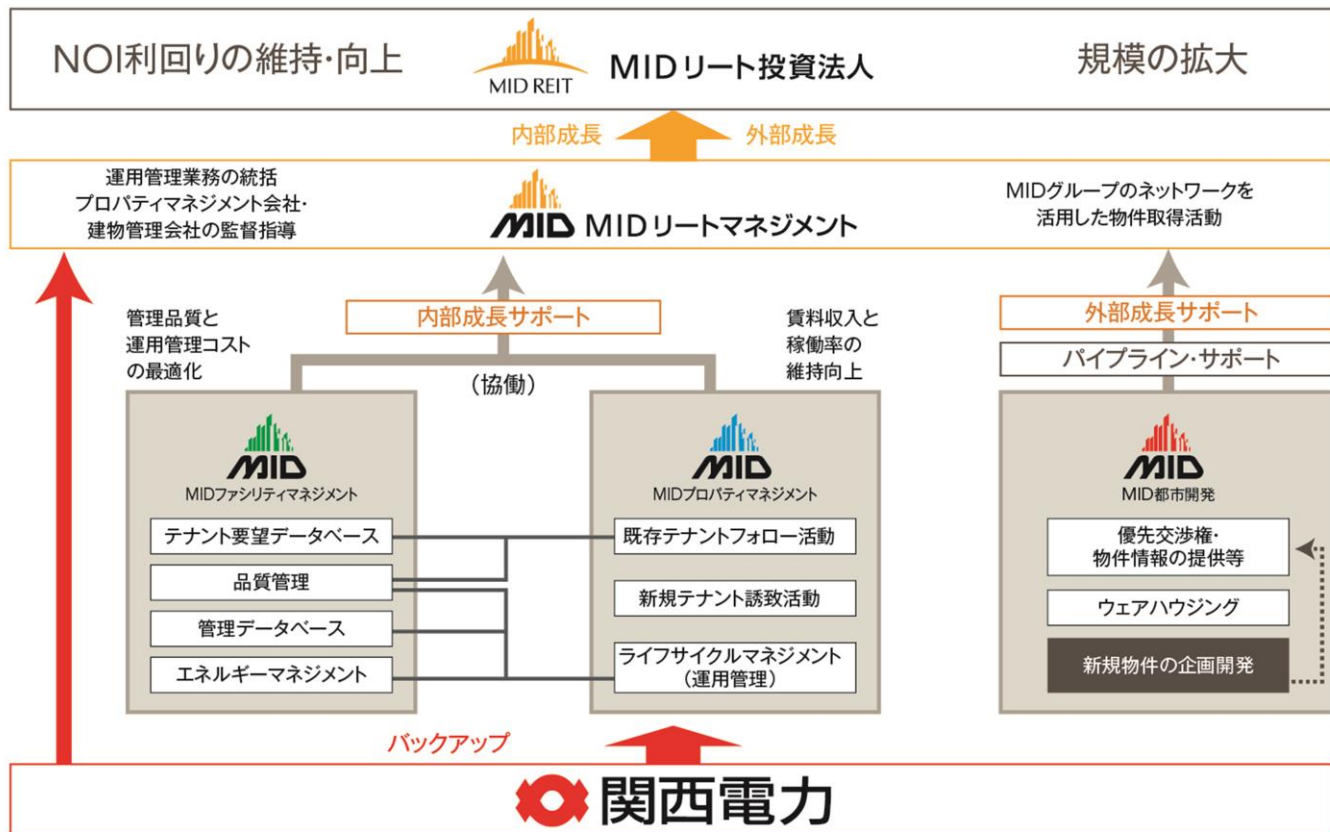 NOI利回りの維持・向上
MID REIT
MIDリート投資法人
規模の拡大
内部成長
外部成長
運用管理業務の統括
プロパティマネジメント会社・
建物管理会社の監督指導
MID
MIDリートマネジメント
MIDグループのネットワークを
活用した物件取得活動
管理品質と
運用管理コスト
の最適化
内部成長サポート
(協働)
賃料収入と
稼働率の
維持向上
外部成長サポート
パイプライン・サポート
MID
MIDファシリティマネジメント
テナント要望データベース
品質管理
管理データベース
エネルギーマネジメント
MID
MIDプロパティマネジメント
既存テナントフォロー活動
新規テナント誘致活動
ライフサイクルマネジメント
(運用管理)
MID
MID都市開発
優先交渉権・
物件情報の提供等
ウェアハウジング
新規物件の企画開発
バックアップ
関西電力